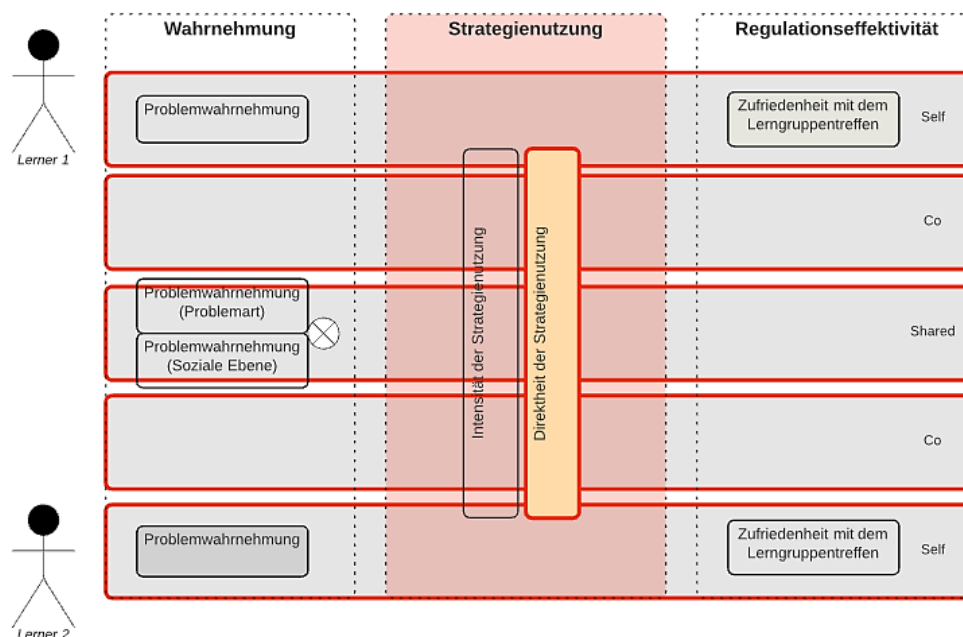 Wahrnehmung
Strategienutzung
Regulationseffektivität
Lerner 1
Problemwahrnehmung
Zufriedenheit mit dem
Lerngruppentreffen
Self
Co
Problemwahrnehmung
(Problemart)
Problemwahrnehmung
(Soziale Ebene)
Intensität der Strategienutzung
Direktheit der Strategienutzung
Shared
Co
Problemwahrnehmung
Zufriedenheit mit dem
Lerngruppentreffen
Self
Lerner 2